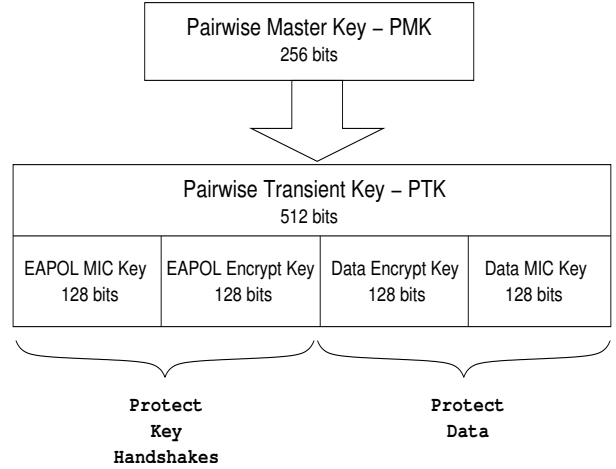 Pairwise Master Key – PMK
256 bits
Pairwise Transient Key – PTK
512 bits
EAPOL MIC Key
128 bits
EAPOL Encrypt Key
128 bits
Data Encrypt Key
128 bits
Data MIC Key
128 bits
Protect
Key
Handshakes
Protect
Data